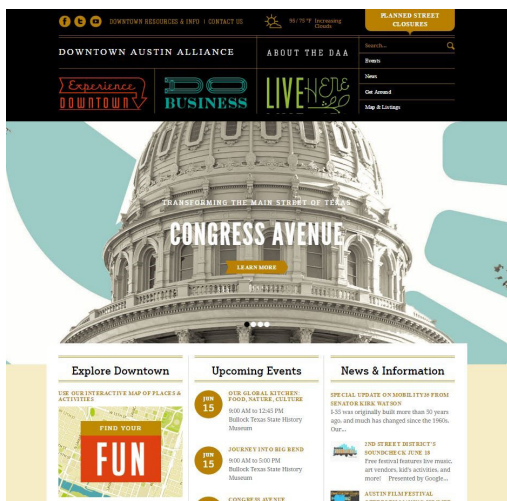 DOWNTOWN RESOURCES & INFO | CONTACT US
95 / 75 °F Increasing
Clouds
PLANNED STREET
CLOSURES
DOWNTOWN AUSTIN ALLIANCE
ABOUT THE DAA
Search...
Events
News
Get Around
Map & Listings
Experience
DOWNTOWN
DO
BUSINESS
LIVE HERE
TRANSFORMING THE MAIN STREET OF TEXAS
CONGRESS AVENUE
LEARN MORE
Explore Downtown
USE OUR INTERACTIVE MAP OF PLACES &
ACTIVITIES
FIND YOUR
FUN
Upcoming Events
JUN
15
OUR GLOBAL KITCHEN:
FOOD, NATURE, CULTURE
9:00 AM to 12:45 PM
Bullock Texas State History
Museum
JUN
15
JOURNEY INTO BIG BEND
9:00 AM to 5:00 PM
Bullock Texas State History
Museum
CONGRESS AVENUE
News & Information
SPECIAL UPDATE ON MOBILITY35 FROM
SENATOR KIRK WATSON
I-35 was originally built more than 50 years
ago, and much has changed since the 1960s.
Our...
2ND STREET DISTRICT'S
SOUNDCHECK JUNE 18
Free festival features live music,
art vendors, kid's activities, and
more! Presented by Google...
AUSTIN FILM FESTIVAL